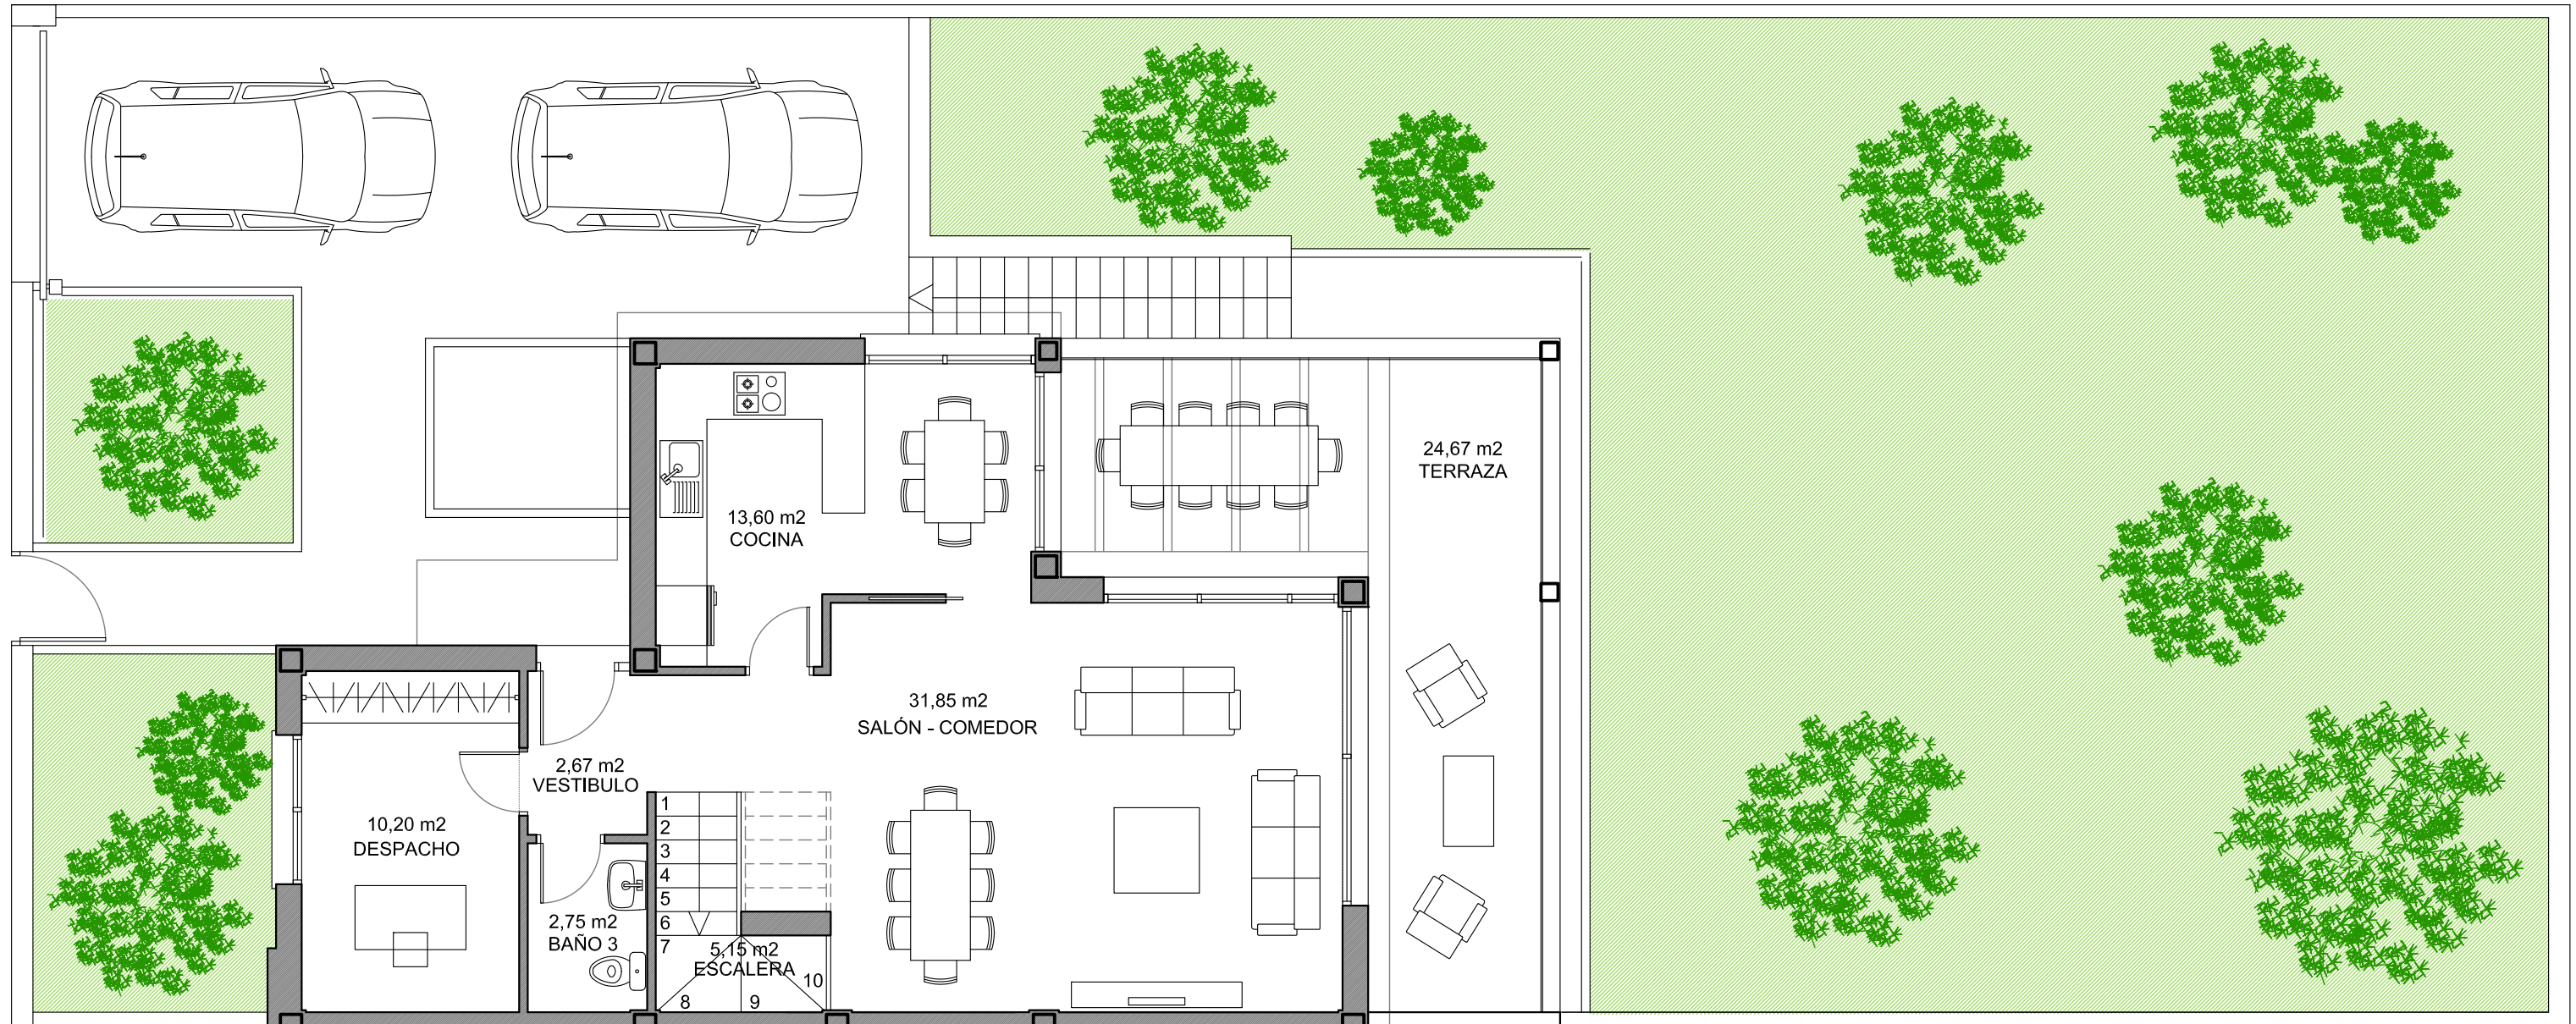 24,67 m2
TERRAZA
13,60 m2
COCINA
31,85 m2
SALÓN - COMEDOR
2,67 m2
VESTIBULO
10,20 m2
DESPACHO
2,75 m2
BAÑO 3
5,15 m2
ESCALERA
1
2
3
4
5
6
7
8
9
10